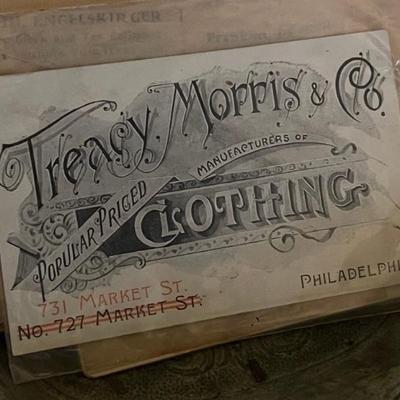 Treacy, Morris & Co.
POPULAR PRICED
MANUFACTURERS OF
CLOTHING
731 MARKET ST.
No. 727 MARKET ST.
PHILADELPHI